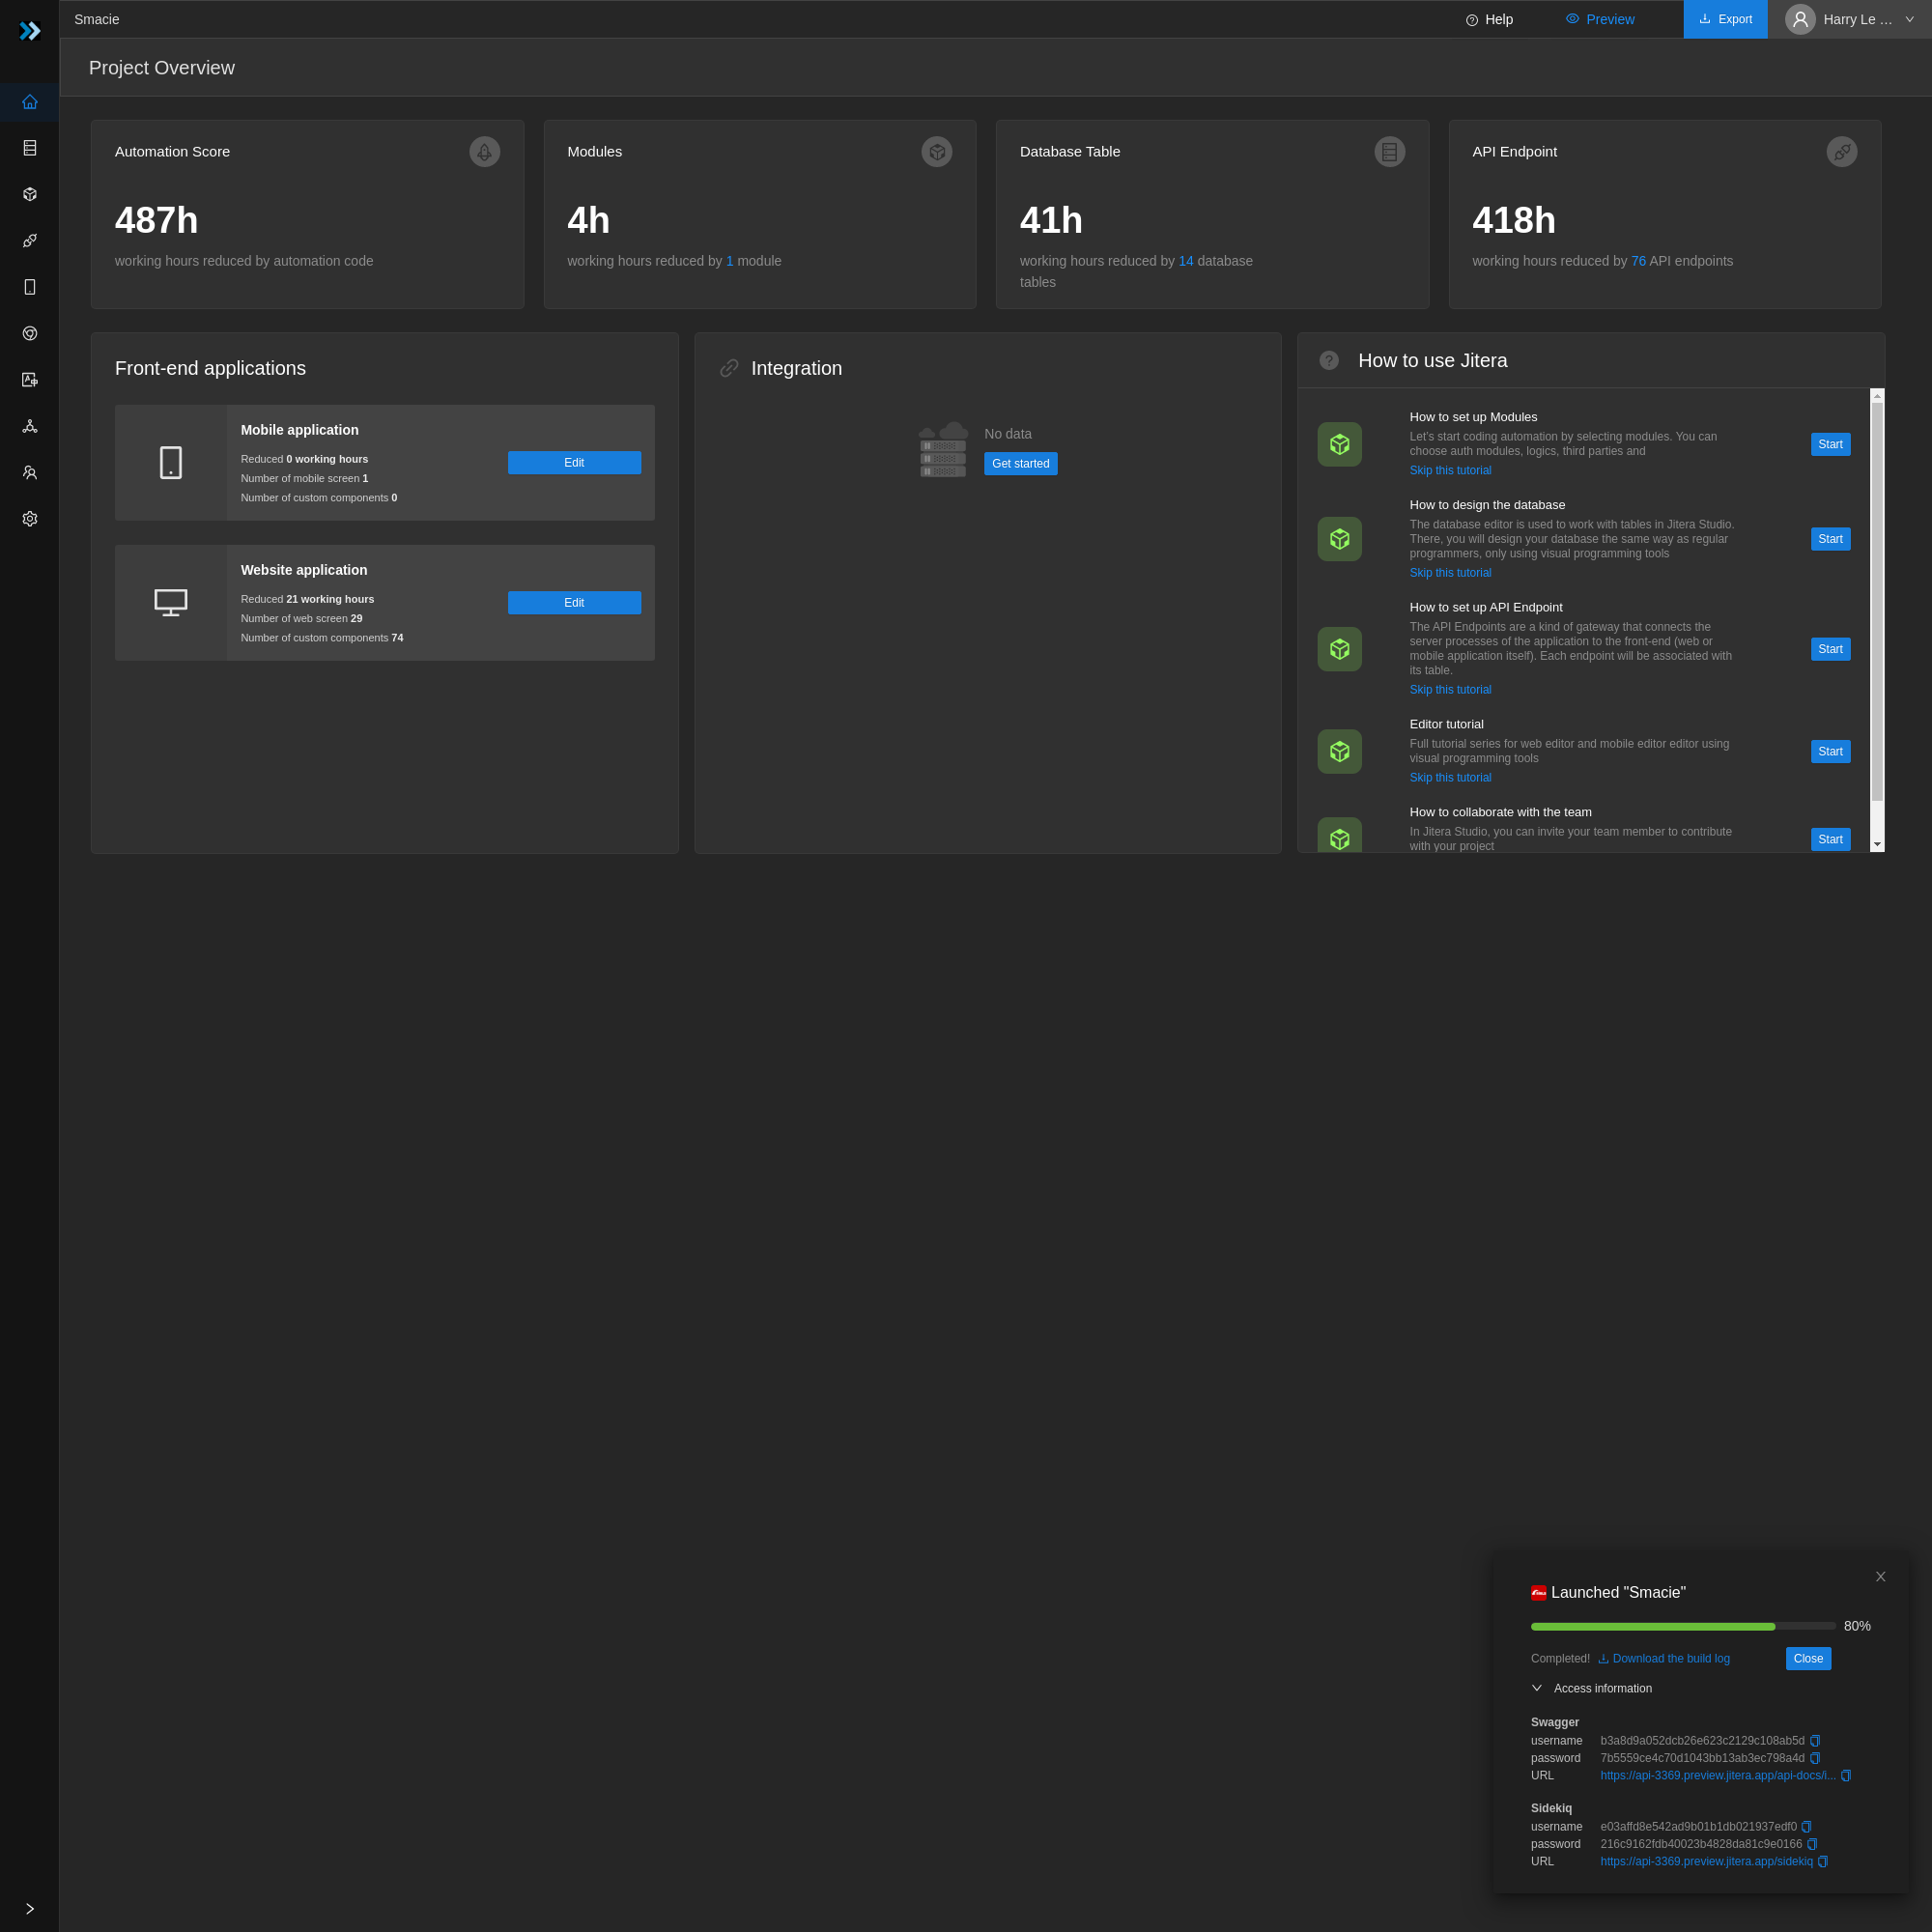 Smacie
Help
Preview
Export
Harry Le ...
Project Overview
Automation Score
487h
working hours reduced by automation code
Modules
4h
working hours reduced by 1 module
Database Table
41h
working hours reduced by 14 database
tables
API Endpoint
418h
working hours reduced by 76 API endpoints
Front-end applications
Mobile application
Reduced 0 working hours
Number of mobile screen 1
Number of custom components 0
Edit
Website application
Reduced 21 working hours
Number of web screen 29
Number of custom components 74
Edit
Integration
No data
Get started
How to use Jitera
How to set up Modules
Let's start coding automation by selecting modules. You can
choose auth modules, logics, third parties and
Skip this tutorial
Start
How to design the database
The database editor is used to work with tables in Jitera Studio.
There, you will design your database the same way as regular
programmers, only using visual programming tools
Skip this tutorial
Start
How to set up API Endpoint
The API Endpoints are a kind of gateway that connects the
server processes of the application to the front-end (web or
mobile application itself). Each endpoint will be associated with
its table.
Skip this tutorial
Start
Editor tutorial
Full tutorial series for web editor and mobile editor editor using
visual programming tools
Skip this tutorial
Start
How to collaborate with the team
In Jitera Studio, you can invite your team member to contribute
with your project
Start
Launched "Smacie"
80%
Completed! Download the build log
Close
Access information
Swagger
username b3a8d9a052dcb26e623c2129c108ab5d
password 7b5559ce4c70d1043bb13ab3ec798a4d
URL https://api-3369.preview.jitera.app/api-docs/i...
Sidekiq
username e03affd8e542ad9b01b1db021937edf0
password 216c9162fdb40023b4828da81c9e0166
URL https://api-3369.preview.jitera.app/sidekiq